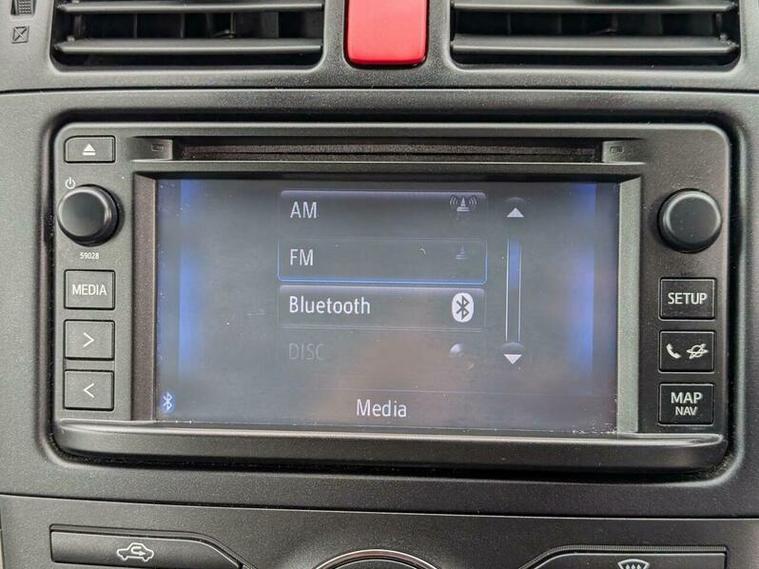 59028
MEDIA
AM
FM
Bluetooth
DISC
Media
SETUP
MAP
NAV